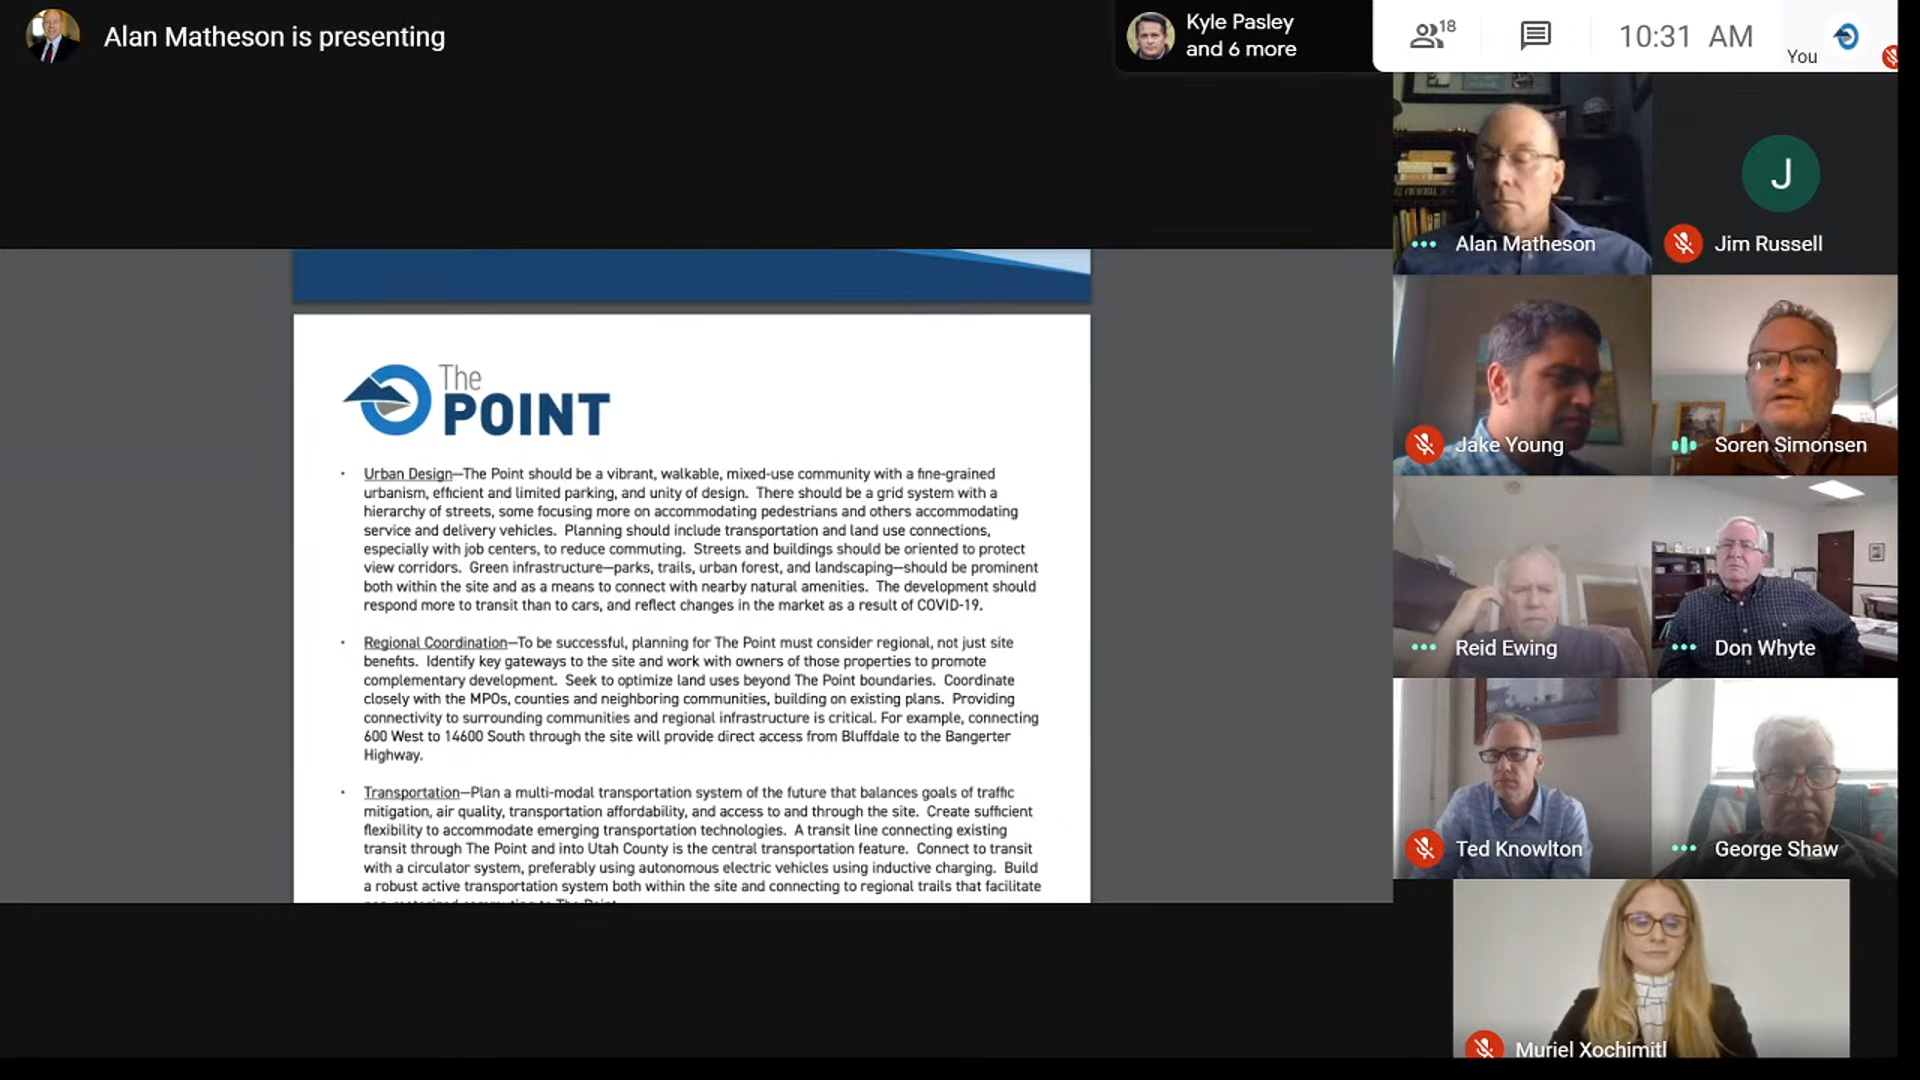 Alan Matheson is presenting
Kyle Pasley
and 6 more
18
10:31 AM
You
The
POINT
• Urban Design—The Point should be a vibrant, walkable, mixed-use community with a fine-grained
urbanism, efficient and limited parking, and unity of design. There should be a grid system with a
hierarchy of streets, some focusing more on accommodating pedestrians and others accommodating
service and delivery vehicles. Planning should include transportation and land use connections,
especially with job centers, to reduce commuting. Streets and buildings should be oriented to protect
view corridors. Green infrastructure—parks, trails, urban forest, and landscaping—should be prominent
both within the site and as a means to connect with nearby natural amenities. The development should
respond more to transit than to cars, and reflect changes in the market as a result of COVID-19.
• Regional Coordination—To be successful, planning for The Point must consider regional, not just site
benefits. Identify key gateways to the site and work with owners of those properties to promote
complementary development. Seek to optimize land uses beyond The Point boundaries. Coordinate
closely with the MPOs, counties and neighboring communities, building on existing plans. Providing
connectivity to surrounding communities and regional infrastructure is critical. For example, connecting
600 West to 14600 South through the site will provide direct access from Bluffdale to the Bangerter
Highway.
• Transportation—Plan a multi-modal transportation system of the future that balances goals of traffic
mitigation, air quality, transportation affordability, and access to and through the site. Create sufficient
flexibility to accommodate emerging transportation technologies. A transit line connecting existing
transit through The Point and into Utah County is the central transportation feature. Connect to transit
with a circulator system, preferably using autonomous electric vehicles using inductive charging. Build
a robust active transportation system both within the site and connecting to regional trails that facilitate
Alan Matheson
J
Jim Russell
Jake Young
Soren Simonsen
Reid Ewing
Don Whyte
Ted Knowlton
George Shaw
Muriel Xochimitl